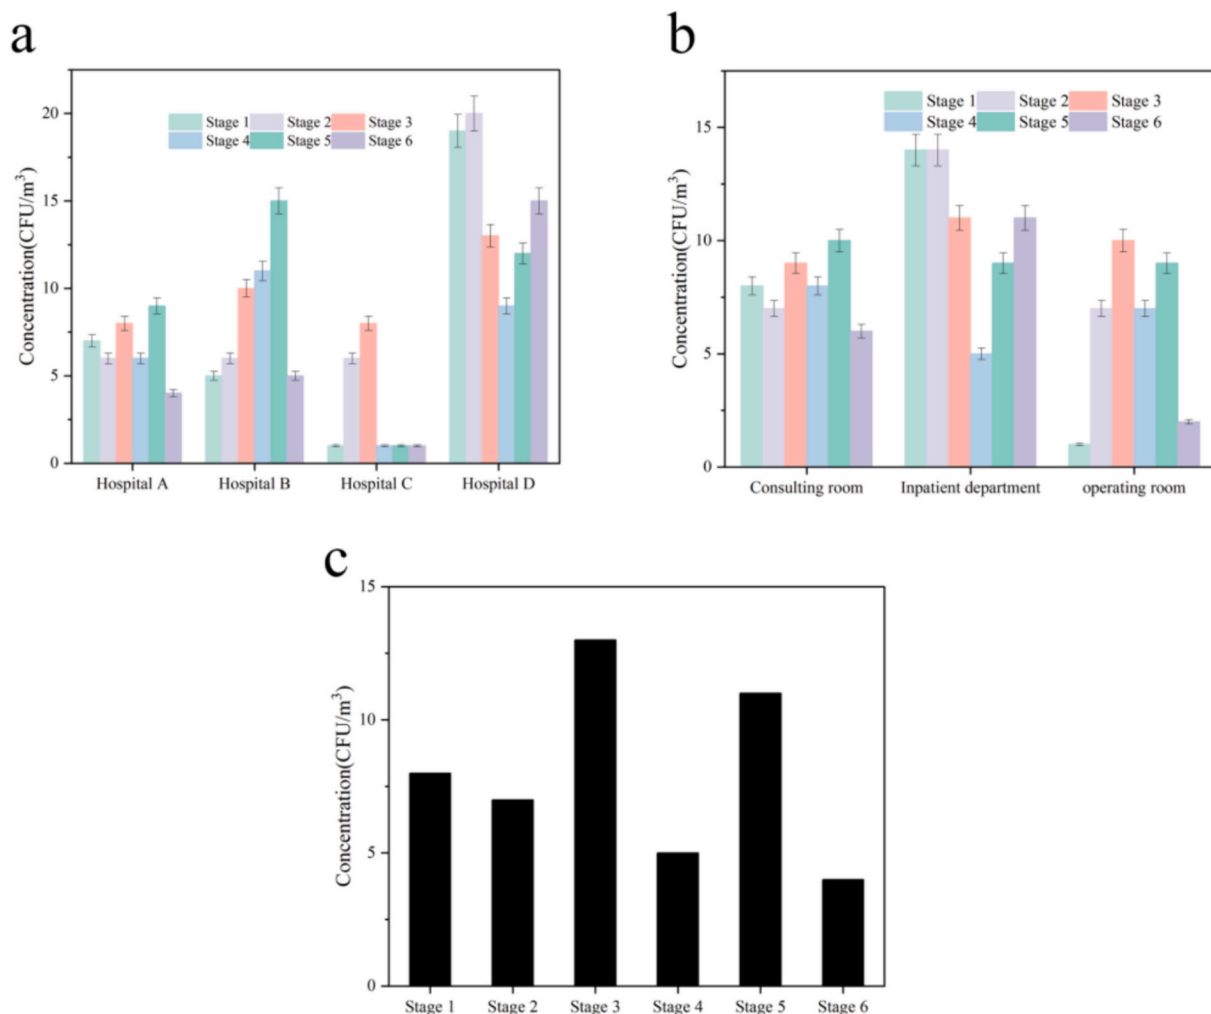 a
Concentration(CFU/m³)
20
15
10
5
0
Stage 1 Stage 2 Stage 3
Stage 4 Stage 5 Stage 6
Hospital A Hospital B Hospital C Hospital D
b
Concentration(CFU/m³)
15
10
5
0
Stage 1 Stage 2 Stage 3
Stage 4 Stage 5 Stage 6
Consulting room Inpatient department operating room
c
Concentration(CFU/m³)
15
10
5
0
Stage 1 Stage 2 Stage 3 Stage 4 Stage 5 Stage 6